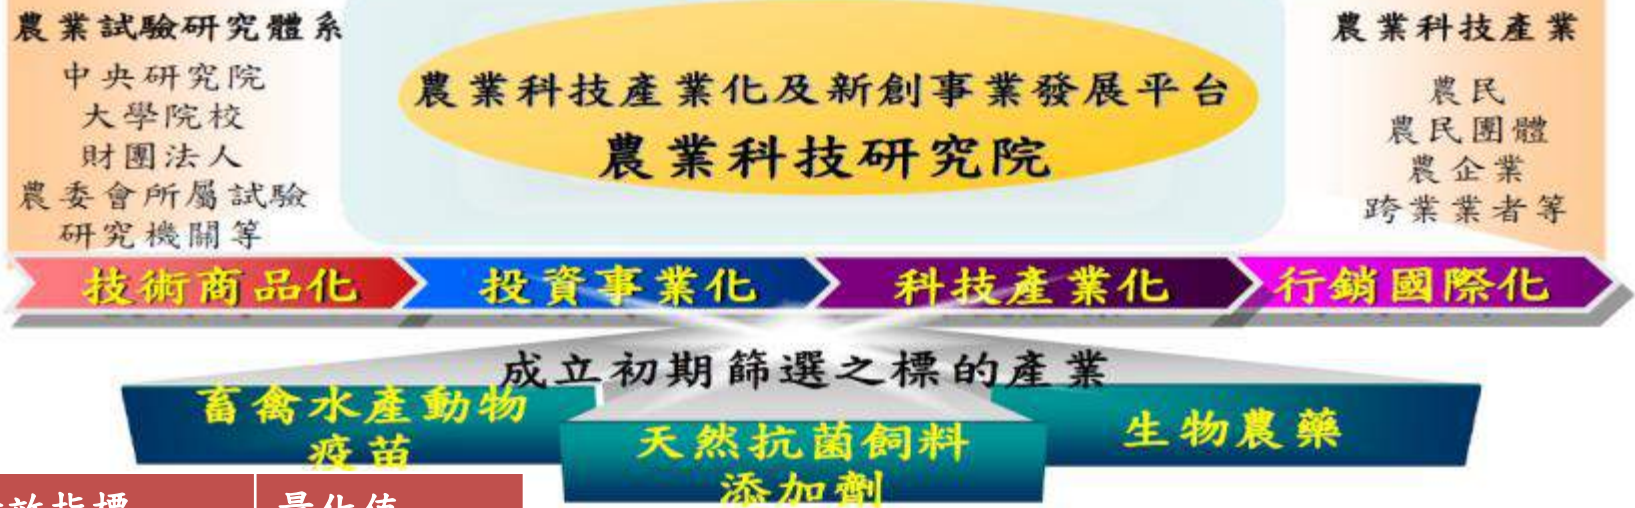 農業試驗研究體系
中央研究院
大學院校
財團法人
農委會所屬試驗
研究機關等
農業科技產業化及新創事業發展平台
農業科技研究院
農業科技產業
農民
農民團體
農企業
跨業業者等
技術商品化
投資事業化
科技產業化
行銷國際化
成立初期篩選之標的產業
畜禽水產動物
疫苗
天然抗菌飼料
添加劑
生物農藥
效指標
量化值